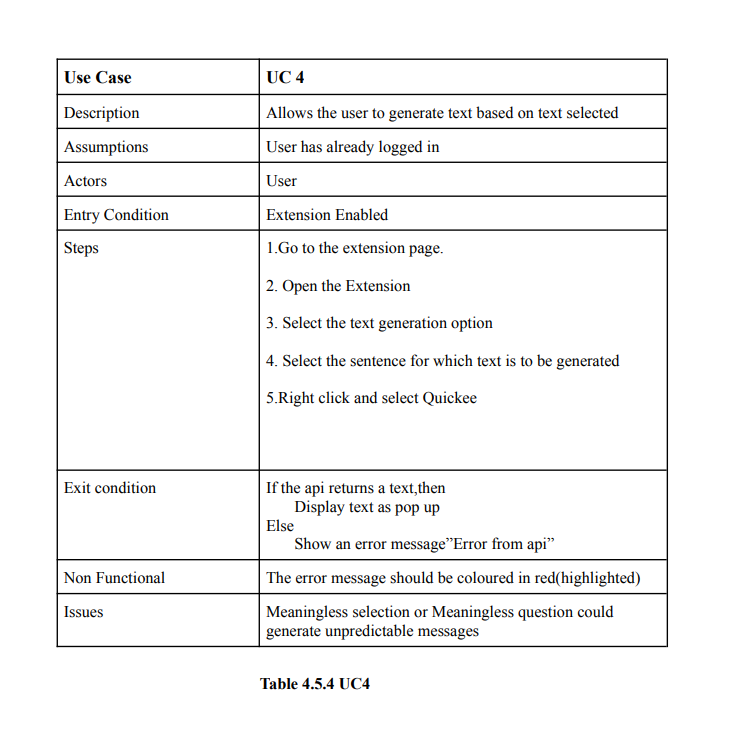 Use Case UC 4
Description Allows the user to generate text based on text selected
Assumptions User has already logged in
Actors User
Entry Condition Extension Enabled
Steps 1.Go to the extension page.
2. Open the Extension
3. Select the text generation option
4. Select the sentence for which text is to be generated
5.Right click and select Quickee
Exit condition If the api returns a text,then
Display text as pop up
Else
Show an error message”Error from api”
Non Functional The error message should be coloured in red(highlighted)
Issues Meaningless selection or Meaningless question could
generate unpredictable messages
Table 4.5.4 UC4